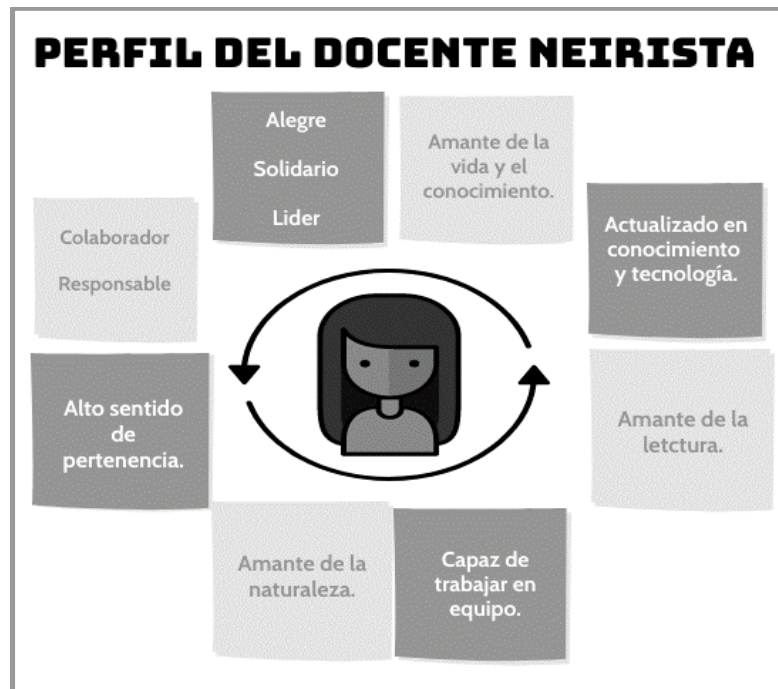 PERFIL DEL DOCENTE NEIRISTA
Alegre
Solidario
Lider
Amante de la
vida y el
conocimiento.
Actualizado en
conocimiento
y tecnología.
Amante de la
letctura.
Capaz de
trabajar en
equipo.
Amante de la
naturaleza.
Alto sentido
de
pertenencia.
Colaborador
Responsable